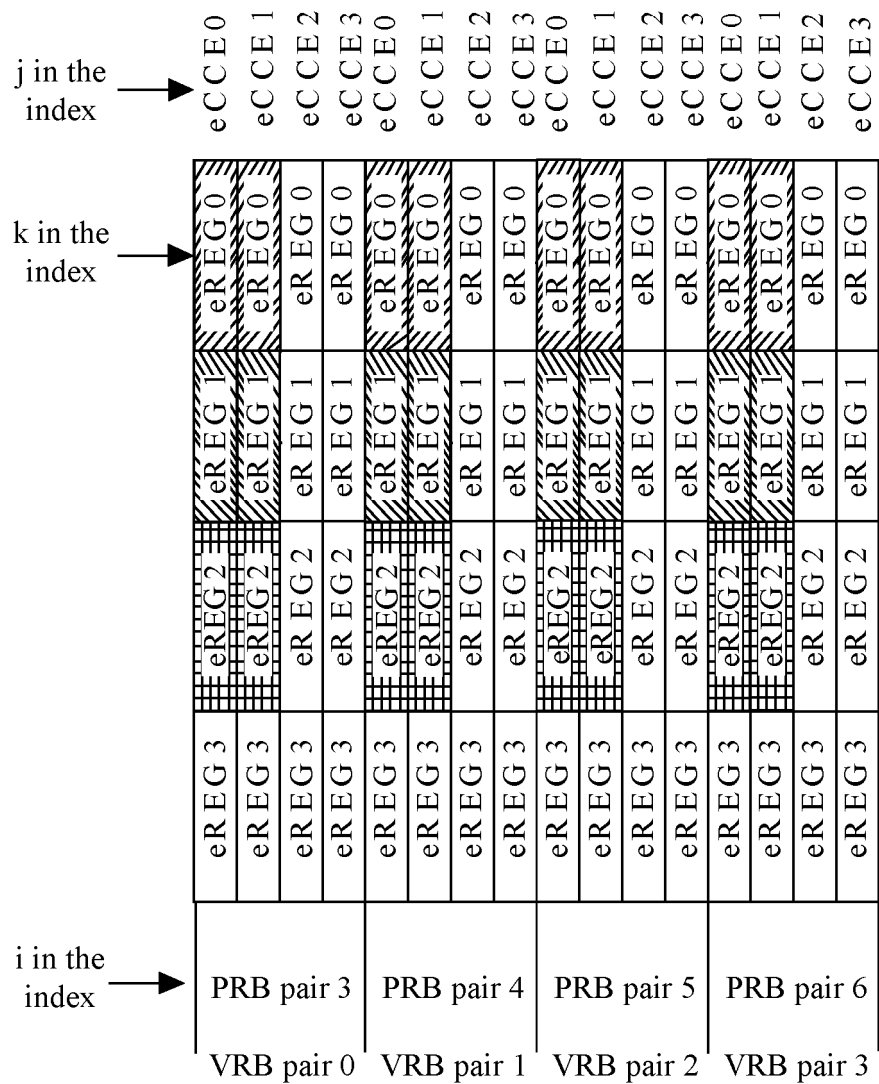 j in the
index
eCCE0 eCCE1 eCCE2 eCCE3 eCCE0 eCCE1 eCCE2 eCCE3 eCCE0 eCCE1 eCCE2 eCCE3 eCCE0 eCCE1 eCCE2 eCCE3
k in the
index
eREG0 eREG0 eREG0 eREG0 eREG0 eREG0 eREG0 eREG0 eREG0 eREG0 eREG0 eREG0 eREG0 eREG0 eREG0 eREG0
eREG1 eREG1 eREG1 eREG1 eREG1 eREG1 eREG1 eREG1 eREG1 eREG1 eREG1 eREG1 eREG1 eREG1 eREG1 eREG1
eREG2 eREG2 eREG2 eREG2 eREG2 eREG2 eREG2 eREG2 eREG2 eREG2 eREG2 eREG2 eREG2 eREG2 eREG2 eREG2
eREG3 eREG3 eREG3 eREG3 eREG3 eREG3 eREG3 eREG3 eREG3 eREG3 eREG3 eREG3 eREG3 eREG3 eREG3 eREG3
i in the
index
PRB pair 3 PRB pair 4 PRB pair 5 PRB pair 6
VRB pair 0 VRB pair 1 VRB pair 2 VRB pair 3